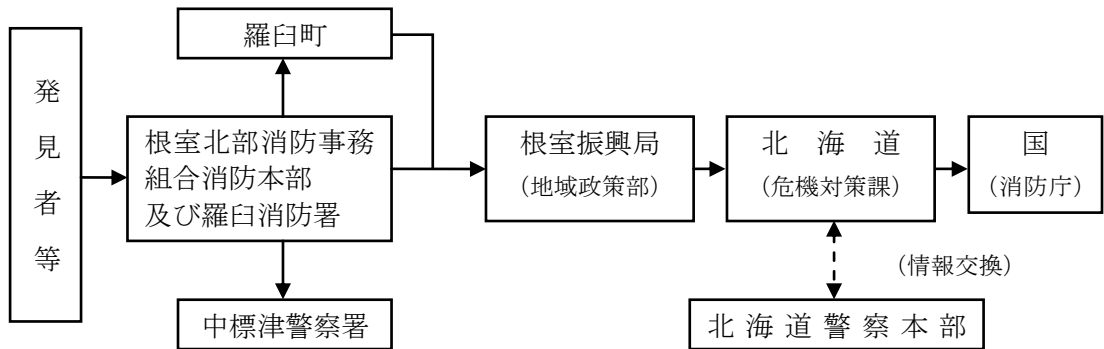 発見者等
羅臼町
根室北部消防事務
組合消防本部
及び羅臼消防署
中標津警察署
根室振興局
(地域政策部)
北海道
(危機対策課)
国
(消防庁)
(情報交換)
北海道警察本部